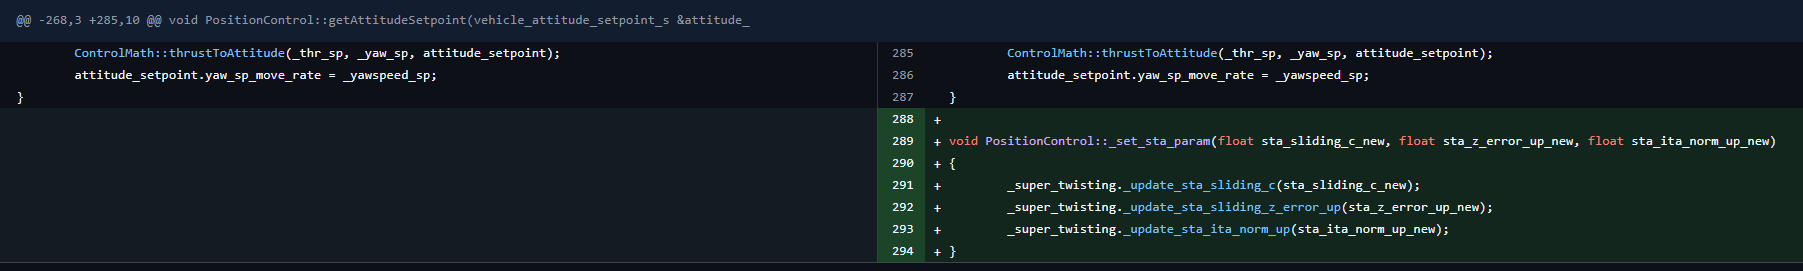 @@ -268,3 +285,10 @@ void PositionControl::getAttitudeSetpoint(vehicle_attitude_setpoint_s &attitude_
ControlMath::thrustToAttitude(_thr_sp, _yaw_sp, attitude_setpoint);
attitude_setpoint.yaw_sp_move_rate = _yawspeed_sp;
}
285 ControlMath::thrustToAttitude(_thr_sp, _yaw_sp, attitude_setpoint);
286 attitude_setpoint.yaw_sp_move_rate = _yawspeed_sp;
287 }
288 +
289 + void PositionControl::_set_sta_param(float sta_sliding_c_new, float sta_z_error_up_new, float sta_ita_norm_up_new)
290 + {
291 + _super_twisting._update_sta_sliding_c(sta_sliding_c_new);
292 + _super_twisting._update_sta_sliding_z_error_up(sta_z_error_up_new);
293 + _super_twisting._update_sta_ita_norm_up(sta_ita_norm_up_new);
294 + }